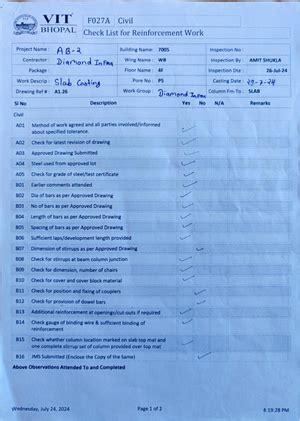 VIT
BHOPAL
F027A Civil
Check List for Reinforcement Work
Project Name : AB-2 Building Name: 7005 Inspection No :
Contractor : Diamond Infra Wing Name : WB Inspection By : AMIT SHUKLA
Package : Floor Name : 4F Inspection Dte : 26-Jul-24
Work Desc : Slab Casting Pore No : P5 Casting Date :
Drawing Ref # : A1.26 Work Group : Diamond Infra Column Fm-To : SLAB
Sl No Description Yes No N/A Remarks
Civil
A01 Method of work agreed and all parties involved/informed
about specified tolerance.
A02 Check for latest revision of drawing
A03 Approved Drawing Submitted
A04 Steel used from approved lot
A05 Check for grade of steel/test certificate
B01 Earlier comments attended
B02 Dia of bars as per Approved Drawing
B03 No of bars as per Approved Drawing
B04 Length of bars as per Approved Drawing
B05 Spacing of bars as per Approved Drawing
B06 Sufficient laps/development length provided
B07 Dimension of stirrups as per Approved Drawing
B08 Check for stirrups at beam column junction
B09 Check for dimension, number of chairs
B10 Check for cover and cover block material
B11 Check for position and fixing of couplers
B12 Check for provision of dowel bars
B13 Additional reinforcement at openings/cut-outs if required
B14 Check gauge of binding wire & sufficient binding of
reinforcement
B15 Check whether column location marked on slab top mat and
one complete stirrup set of column provided over top mat
B16 JMS Submitted (Enclose the Copy of the Same)
Above Observations Attended To and Completed
Wednesday, July 24, 2024 Page 1 of 2 6:19:28 PM